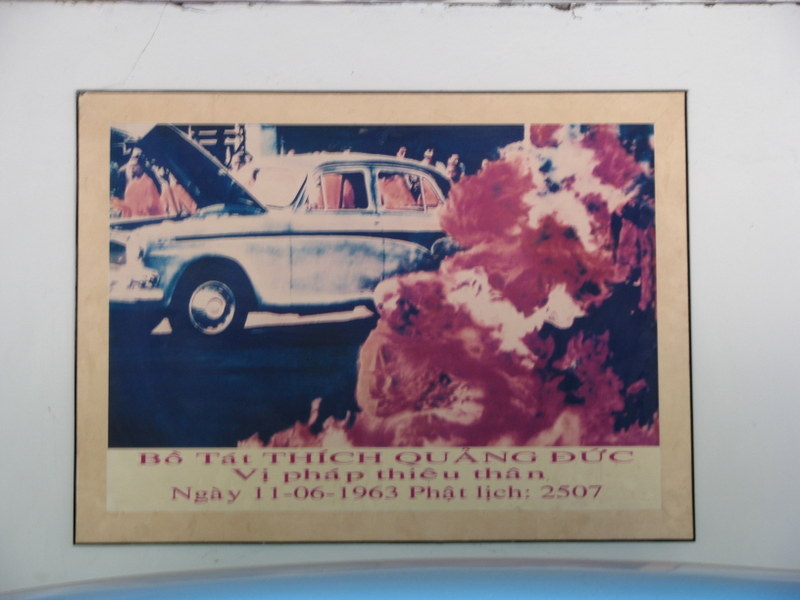 Bồ Tát THÍCH QUẢNG ĐỨC
Vị pháp thiêu thân
Ngày 11-06-1963 Phật lịch: 2507